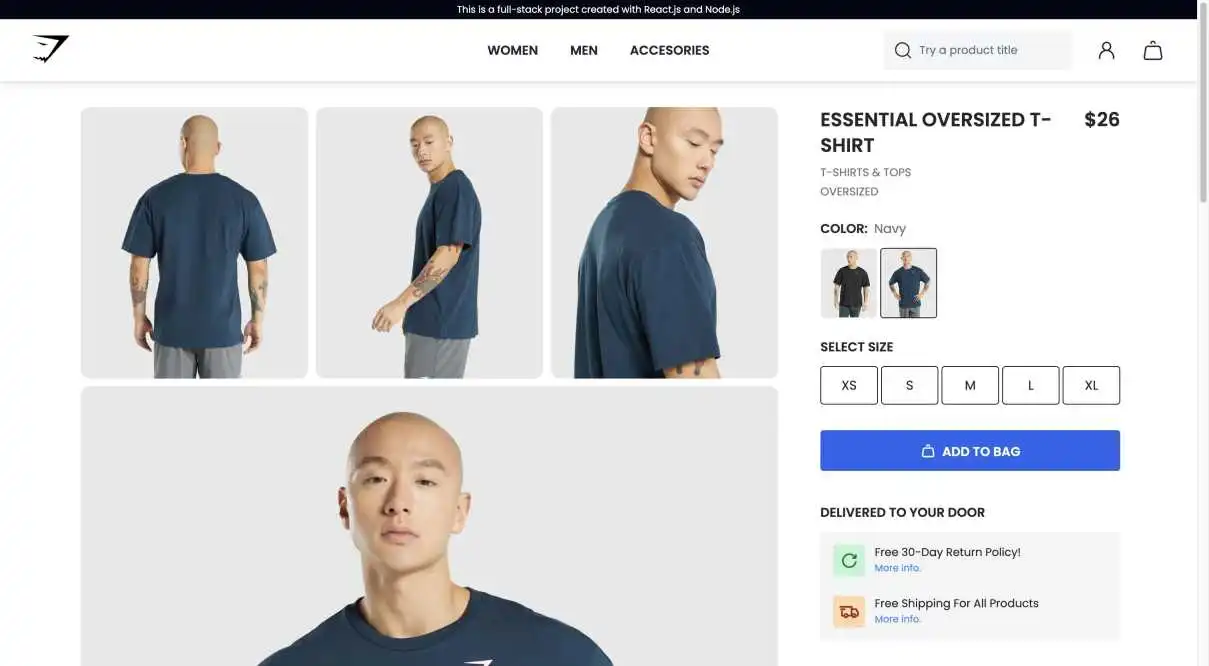 This is a full-stack project created with React.js and Node.js
WOMEN MEN ACCESORIES
Try a product title
ESSENTIAL OVERSIZED T-
SHIRT
$26
T-SHIRTS & TOPS
OVERSIZED
COLOR: Navy
SELECT SIZE
XS S M L XL
ADD TO BAG
DELIVERED TO YOUR DOOR
Free 30-Day Return Policy!
More info.
Free Shipping For All Products
More info.